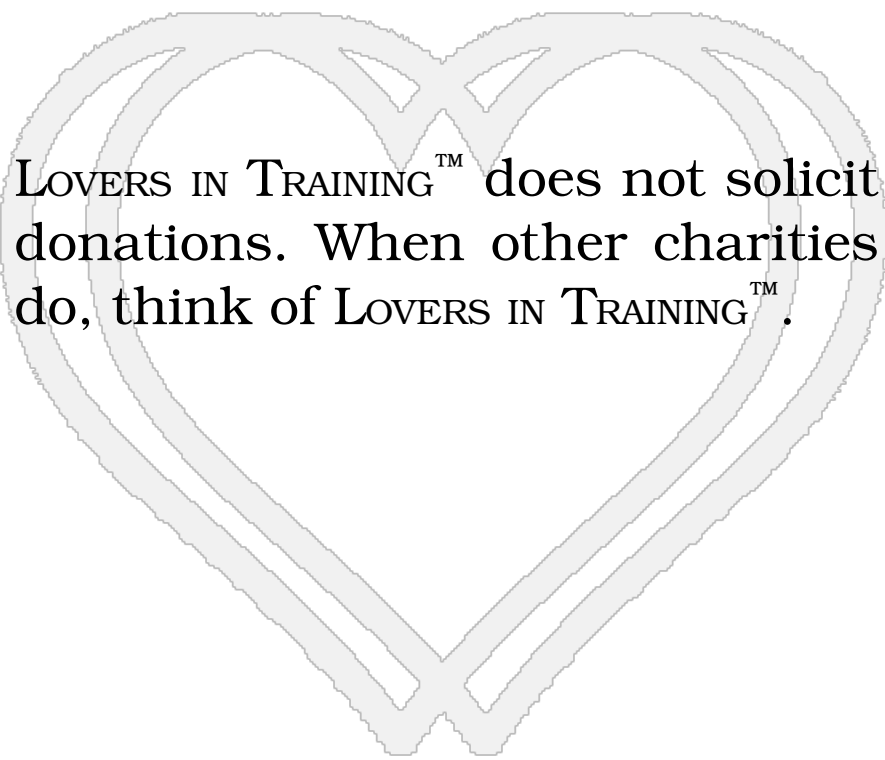 Lovers in Training™ does not solicit
donations. When other charities
do, think of Lovers in Training™.